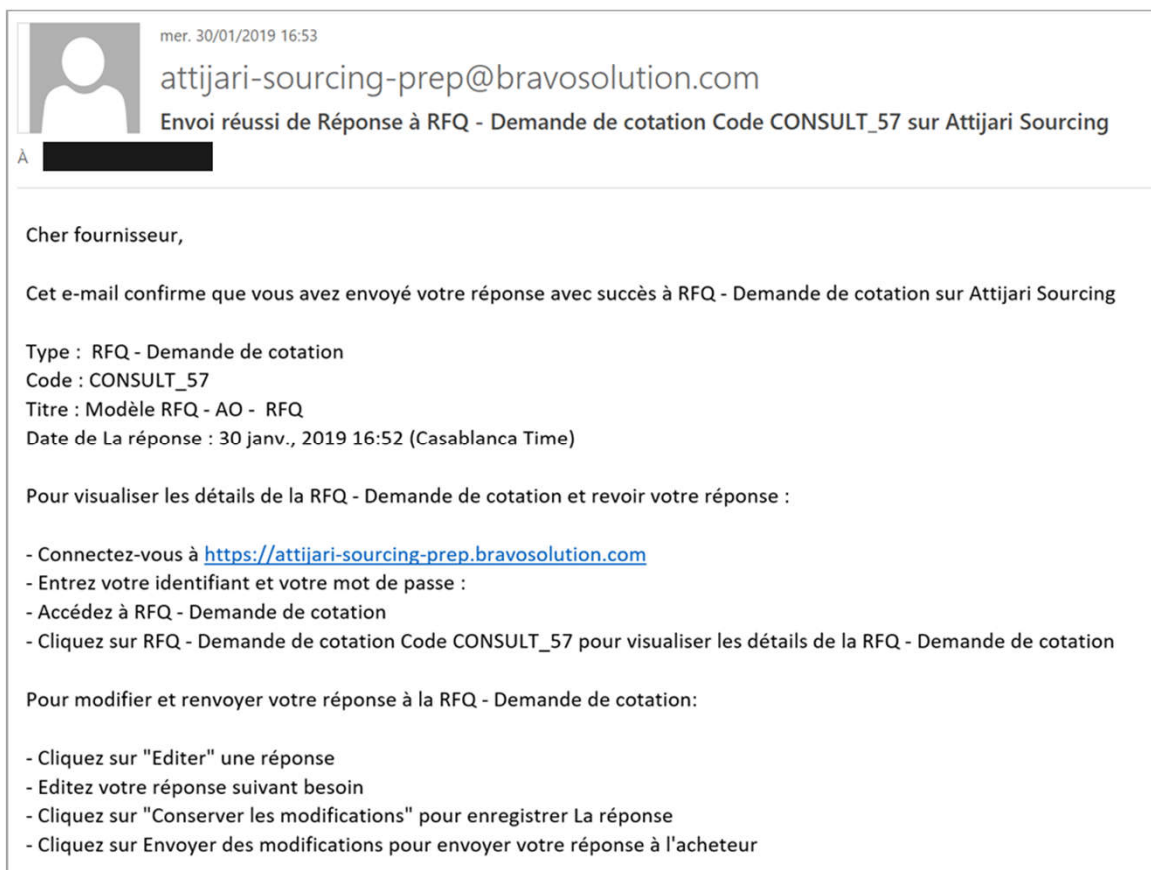 mer. 30/01/2019 16:53
attijari-sourcing-prep@bravosolution.com
Envoi réussi de Réponse à RFQ - Demande de cotation Code CONSULT_57 sur Attijari Sourcing
À
Cher fournisseur,
Cet e-mail confirme que vous avez envoyé votre réponse avec succès à RFQ - Demande de cotation sur Attijari Sourcing
Type :  RFQ - Demande de cotation
Code : CONSULT_57
Titre : Modèle RFQ - AO -  RFQ
Date de La réponse : 30 janv., 2019 16:52 (Casablanca Time)
Pour visualiser les détails de la RFQ - Demande de cotation et revoir votre réponse :
- Connectez-vous à https://attijari-sourcing-prep.bravosolution.com
- Entrez votre identifiant et votre mot de passe :
- Accédez à RFQ - Demande de cotation
- Cliquez sur RFQ - Demande de cotation Code CONSULT_57 pour visualiser les détails de la RFQ - Demande de cotation
Pour modifier et renvoyer votre réponse à la RFQ - Demande de cotation:
- Cliquez sur "Editer" une réponse
- Editez votre réponse suivant besoin
- Cliquez sur "Conserver les modifications" pour enregistrer La réponse
- Cliquez sur Envoyer des modifications pour envoyer votre réponse à l'acheteur